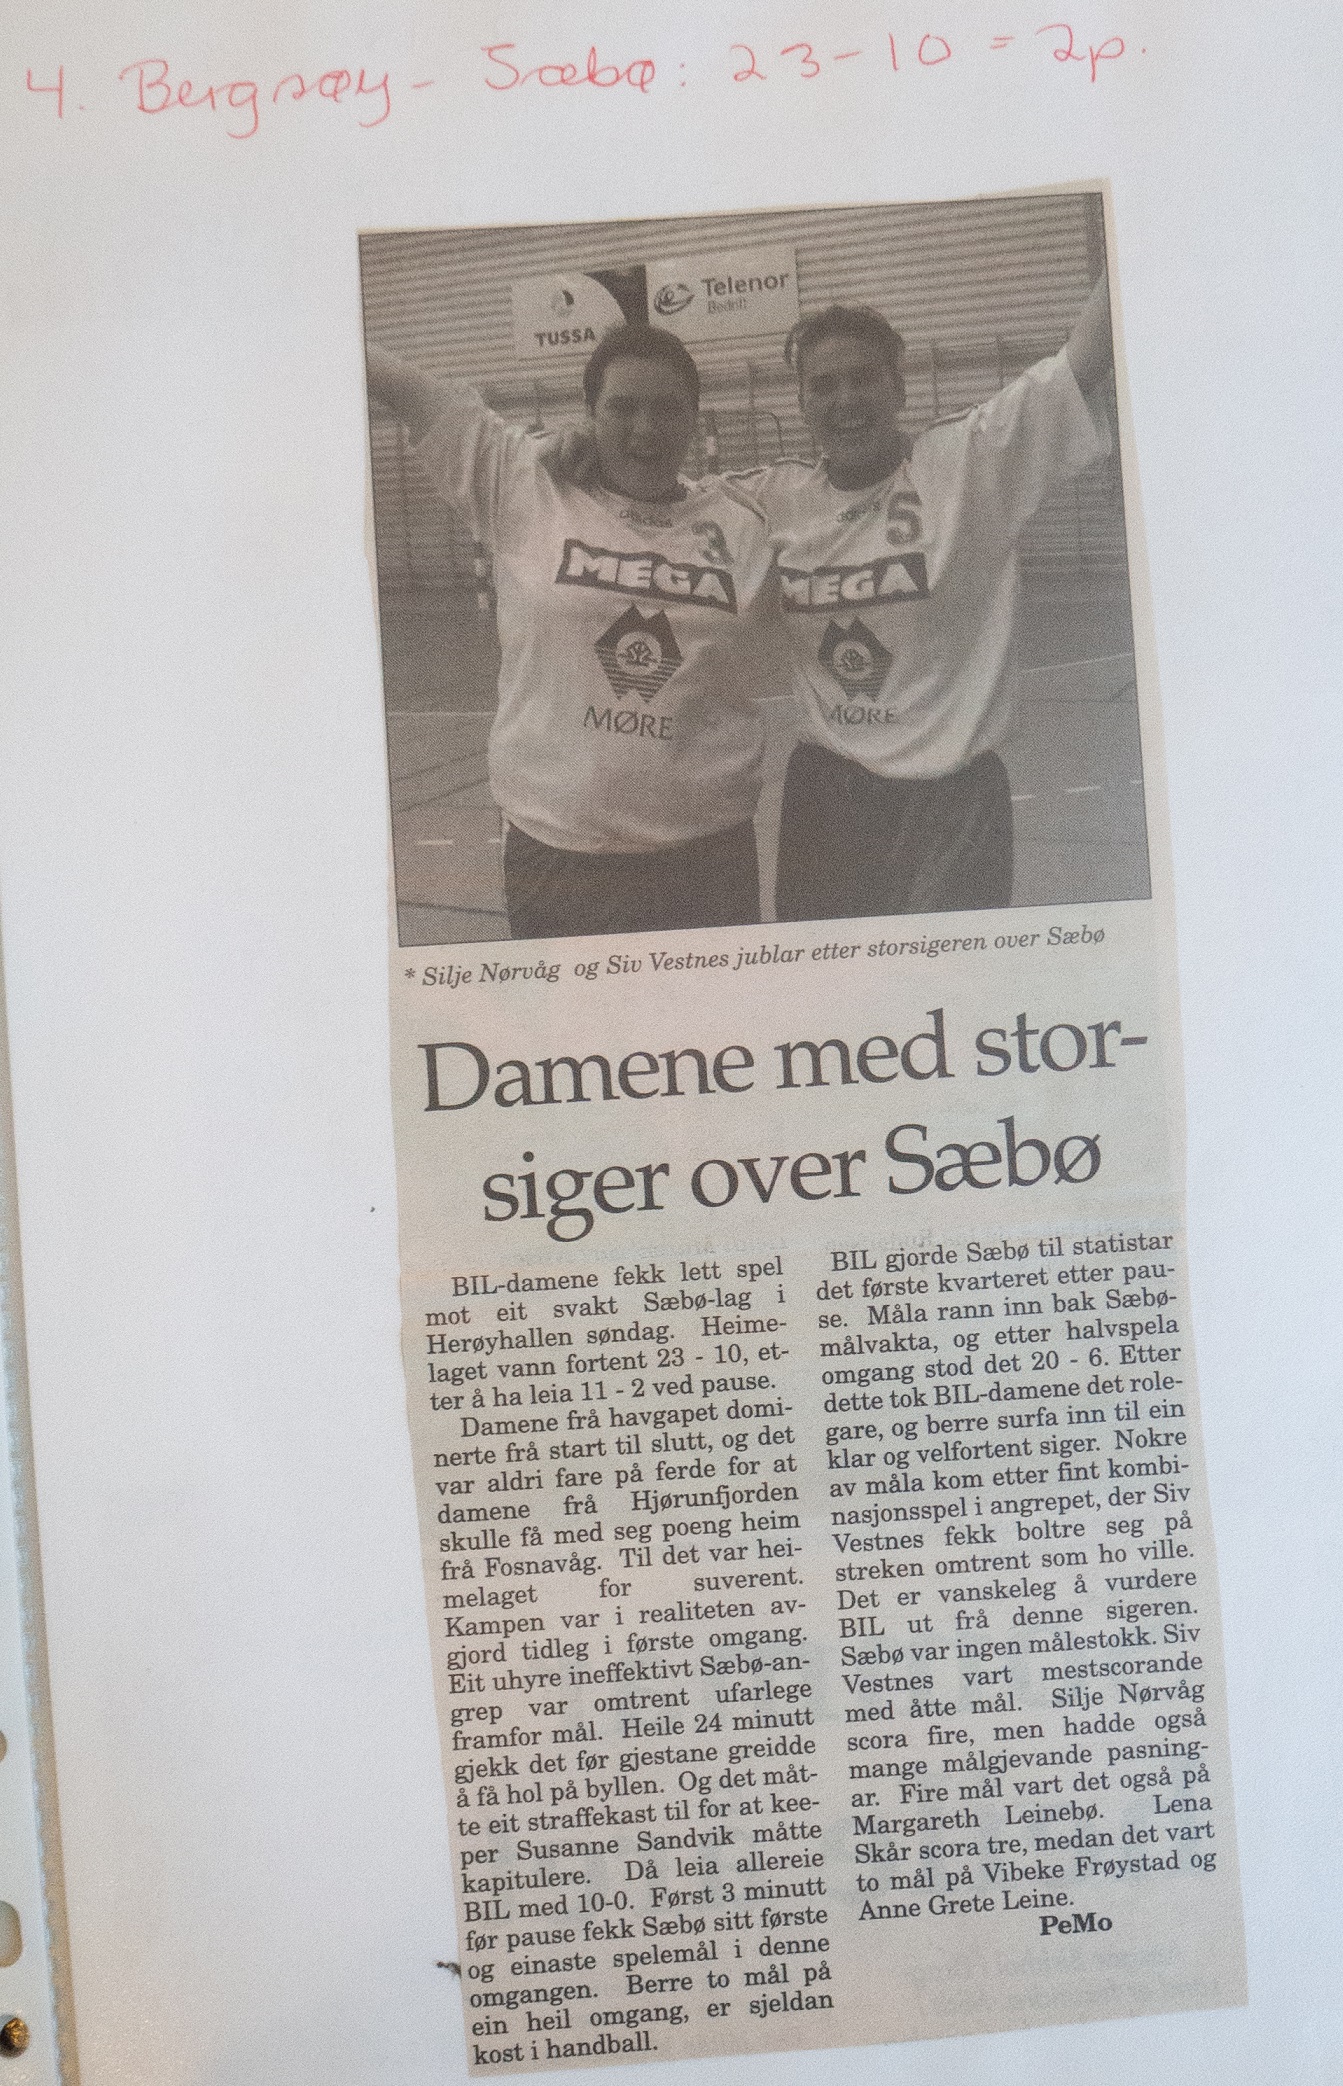 4. Bergsøy - Sæbø: 23-10 = 2p.
Telenor
Bedrift
TUSSA
adidas 3
adidas 5
MEGA
MEGA
MØRE
MØRE
* Silje Nørvåg og Siv Vestnes jublar etter storsigeren over Sæbø
Damene med stor-
siger over Sæbø
BIL-damene fekk lett spel
mot eit svakt Sæbø-lag i
Herøyhallen søndag. Heime-
laget vann fortent 23 - 10, et-
ter å ha leia 11 - 2 ved pause.
Damene frå havgapet domi-
nerte frå start til slutt, og det
var aldri fare på ferde for at
damene frå Hjørunfjorden
skulle få med seg poeng heim
frå Fosnavåg. Til det var hei-
melaget for suverent.
Kampen var i realiteten av-
gjord tidleg i første omgang.
Eit uhyre ineffektivt Sæbø-an-
grep var omtrent ufarlege
framfor mål. Heile 24 minutt
gjekk det før gjestane greidde
å få hol på byllen. Og det måt-
te eit straffekast til for at kee-
per Susanne Sandvik måtte
kapitulere. Då leia allereie
BIL med 10-0. Først 3 minutt
før pause fekk Sæbø sitt første
og einaste spelemål i denne
omgangen. Berre to mål på
ein heil omgang, er sjeldan
kost i handball.
BIL gjorde Sæbø til statistar
det første kvarteret etter pau-
se. Måla rann inn bak Sæbø-
målvakta, og etter halvspela
omgang stod det 20 - 6. Etter
dette tok BIL-damene det role-
gare, og berre surfa inn til ein
klar og velfortent siger. Nokre
av måla kom etter fint kombi-
nasjonsspel i angrepet, der Siv
Vestnes fekk boltre seg på
streken omtrent som ho ville.
Det er vanskeleg å vurdere
BIL ut frå denne sigeren.
Sæbø var ingen målestokk. Siv
Vestnes vart mestscorande
med åtte mål. Silje Nørvåg
scora fire, men hadde også
mange målgjevande pasning-
ar. Fire mål vart det også på
Margareth Leinebø. Lena
Skår scora tre, medan det vart
to mål på Vibeke Frøystad og
Anne Grete Leine.
PeMo